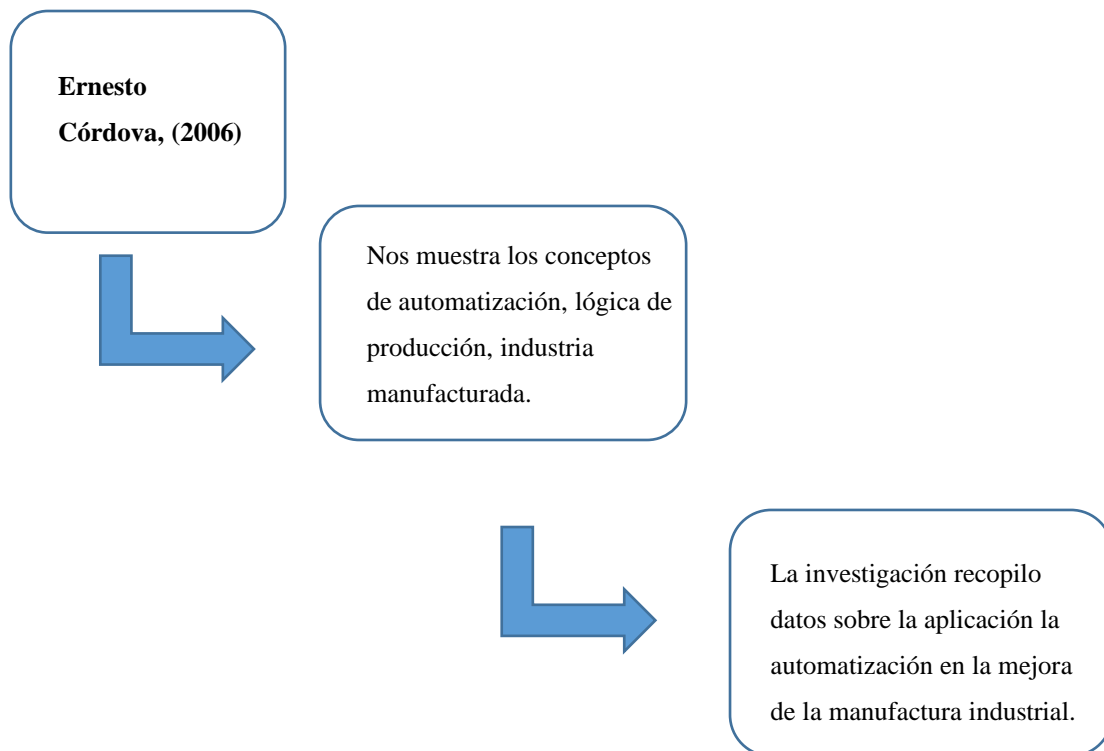 Ernesto
Córdova, (2006)
Nos muestra los conceptos
de automatización, lógica de
producción, industria
manufacturada.
La investigación recopilo
datos sobre la aplicación la
automatización en la mejora
de la manufactura industrial.